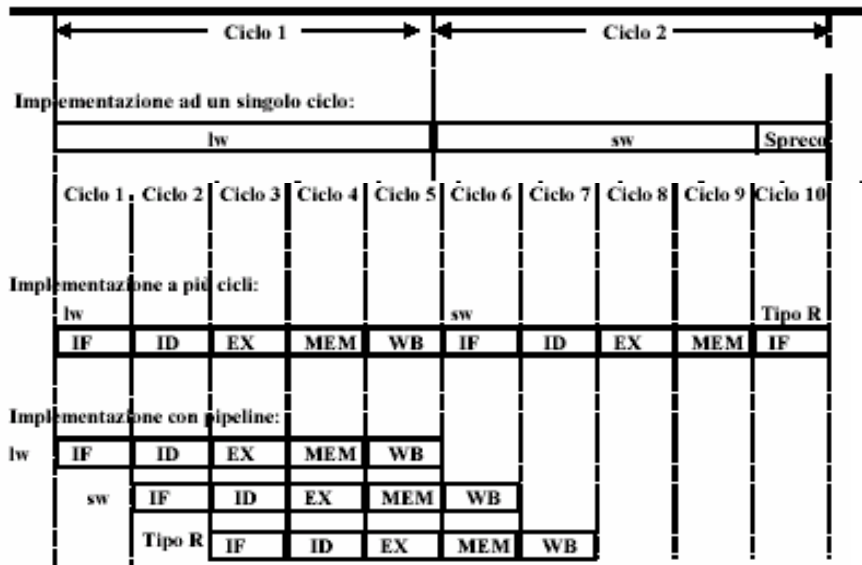 Ciclo 1 Ciclo 2
Implementazione ad un singolo ciclo:
lw sw Spreco
Ciclo 1 Ciclo 2 Ciclo 3 Ciclo 4 Ciclo 5 Ciclo 6 Ciclo 7 Ciclo 8 Ciclo 9 Ciclo 10
Implementazione a più cicli:
lw sw Tipo R
IF ID EX MEM WB IF ID EX MEM IF
Implementazione con pipeline:
lw IF ID EX MEM WB
sw IF ID EX MEM WB
Tipo R IF ID EX MEM WB